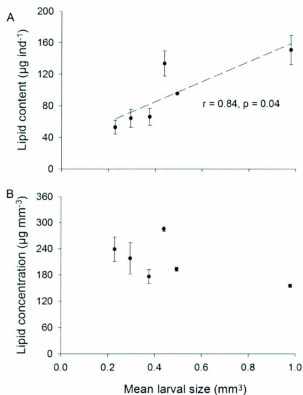 A
160
120
80
40
0
Lipid content (µg ind⁻¹)
r = 0.84, p = 0.04
B
300
240
180
120
60
0
Lipid concentration (µg mm⁻³)
0.0 0.2 0.4 0.6 0.8 1.0
Mean larval size (mm³)